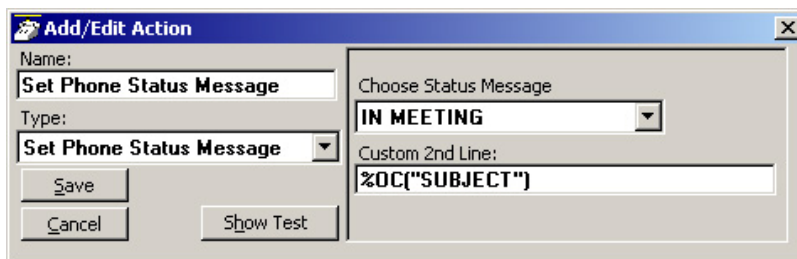 Add/Edit Action
Name:
Set Phone Status Message
Type:
Set Phone Status Message
Save
Cancel
Show Test
Choose Status Message
IN MEETING
Custom 2nd Line:
%OC("SUBJECT")